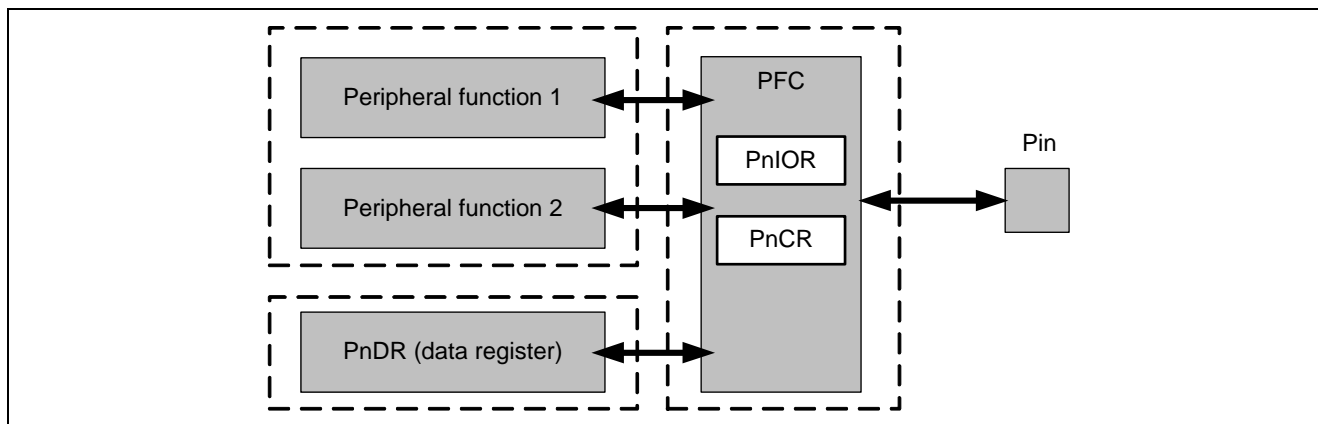 Peripheral function 1
PFC
PnIOR
Pin
Peripheral function 2
PnCR
PnDR (data register)